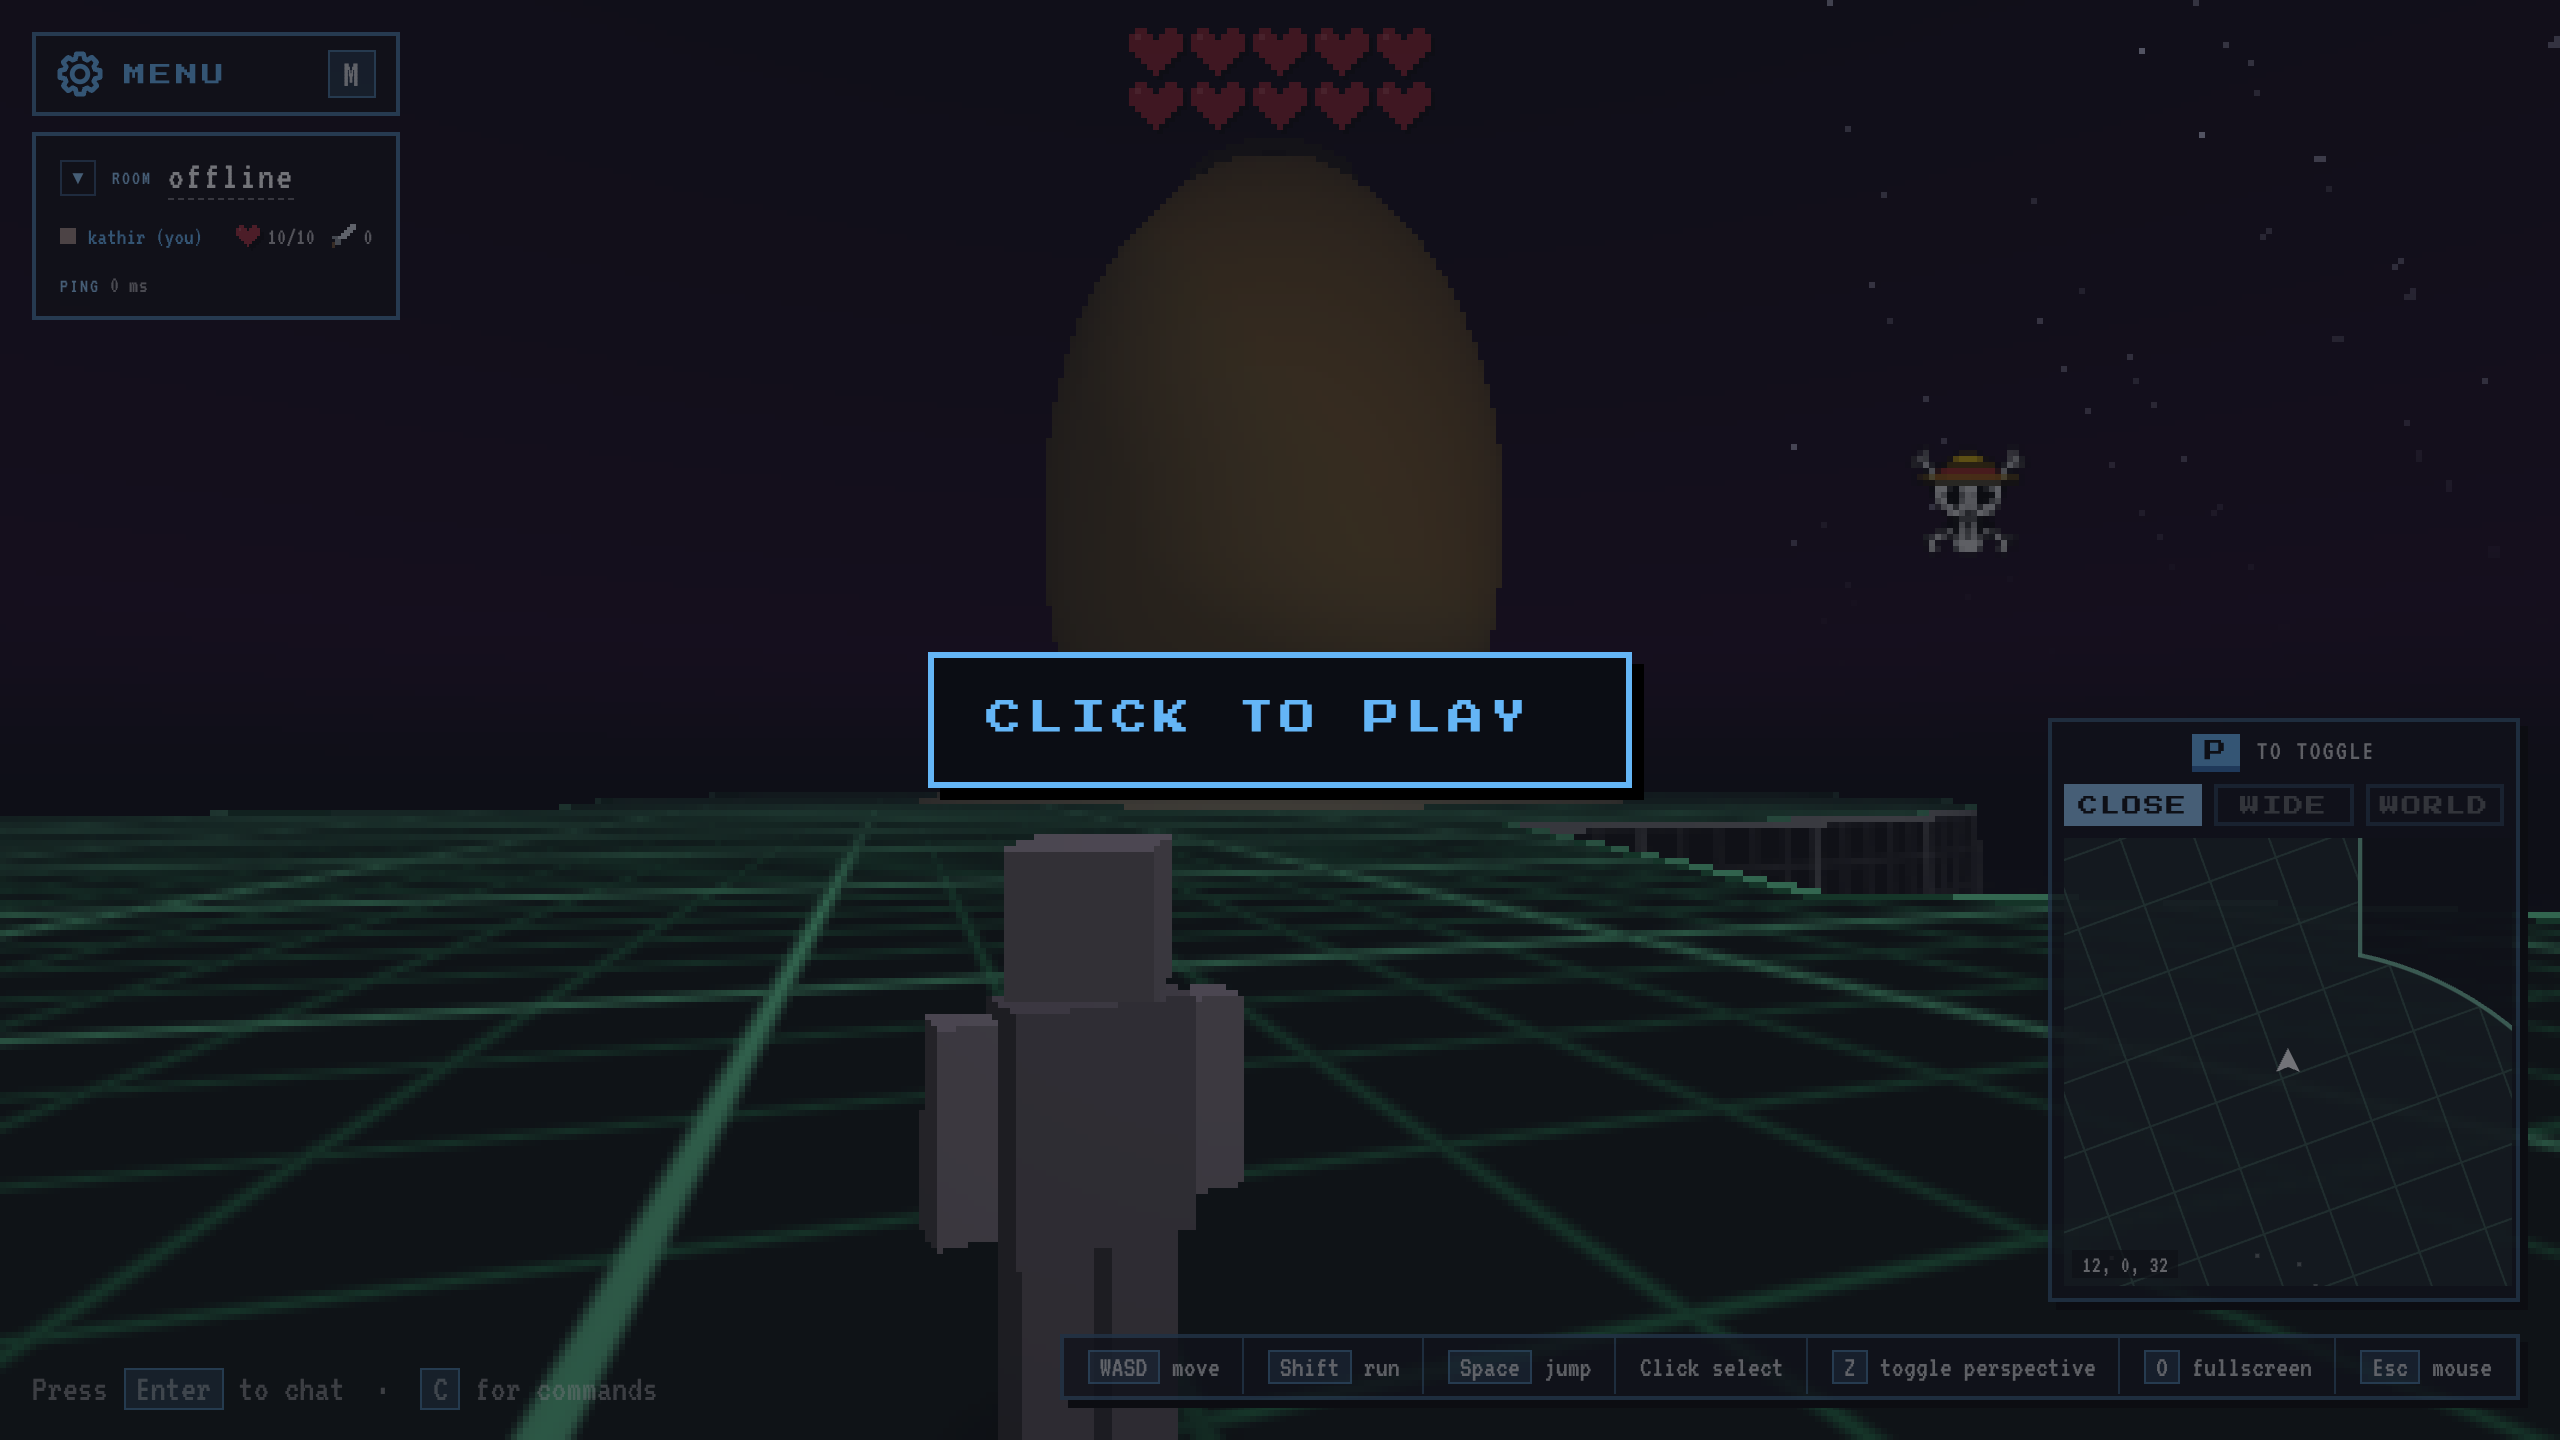 MENU M
▼ ROOM offline
kathir (you) 10/10 0
PING 0 ms
CLICK TO PLAY
P TO TOGGLE
CLOSE WIDE WORLD
12, 0, 32
WASD move Shift run Space jump Click select Z toggle perspective O fullscreen Esc mouse
Press Enter to chat · C for commands